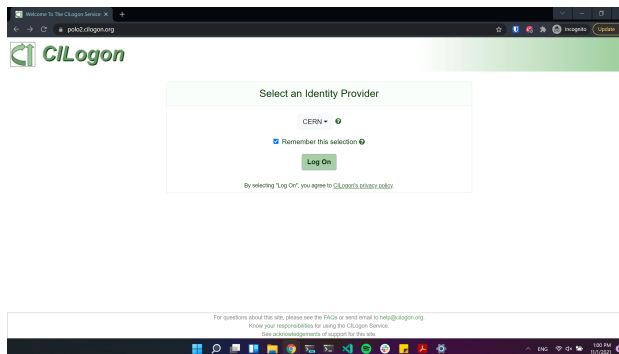 Welcome To The CILogon Service
polo2.cilogon.org
Incognito
Update
CILogon
Select an Identity Provider
CERN
Remember this selection
Log On
By selecting "Log On", you agree to CILogon's privacy policy.
For questions about this site, please see the FAQs or send email to help@cilogon.org.
Know your responsibilities for using the CILogon Service.
See acknowledgements of support for this site.
ENG
1:00 PM
11/1/2021